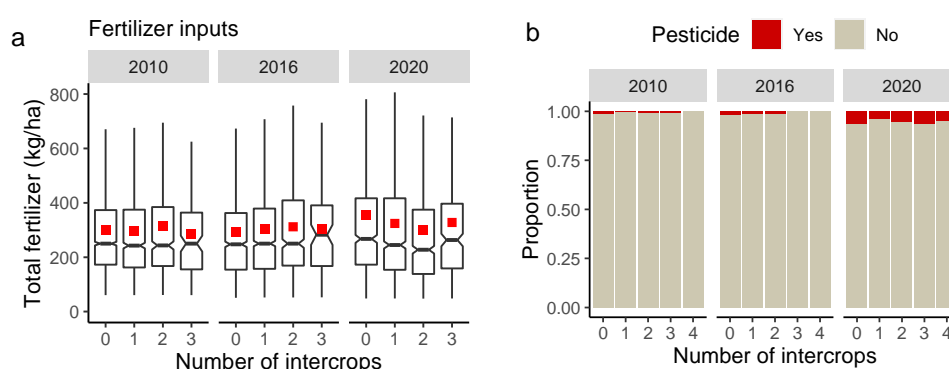 a
Fertilizer inputs
2010 2016 2020
Total fertilizer (kg/ha)
800
600
400
200
0
0 1 2 3 0 1 2 3 0 1 2 3
Number of intercrops
b
Pesticide Yes No
2010 2016 2020
Proportion
1.00
0.75
0.50
0.25
0.00
0 1 2 3 4 0 1 2 3 4 0 1 2 3 4
Number of intercrops